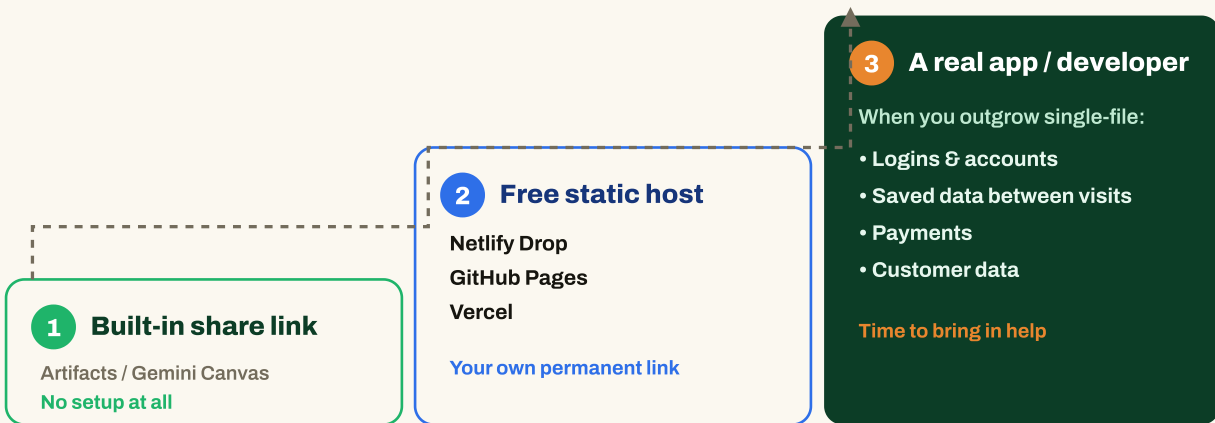 1 Built-in share link
Artifacts / Gemini Canvas
No setup at all
2 Free static host
Netlify Drop
GitHub Pages
Vercel
Your own permanent link
3 A real app / developer
When you outgrow single-file:
• Logins & accounts
• Saved data between visits
• Payments
• Customer data
Time to bring in help